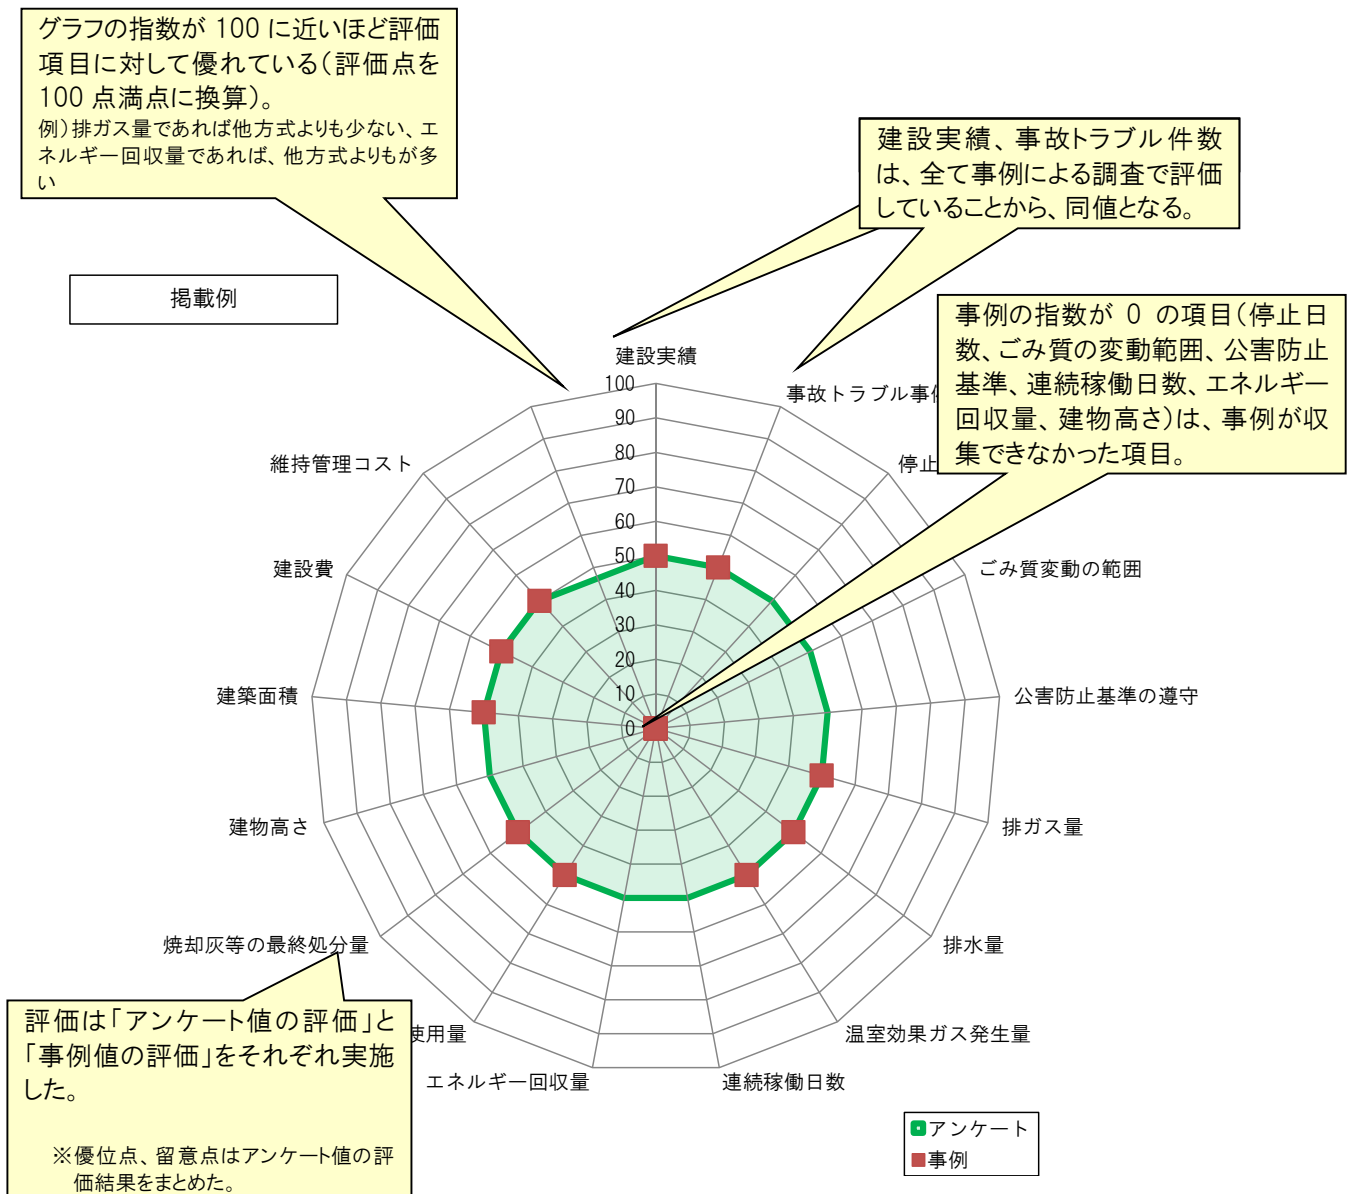 グラフの指数が 100 に近いほど評価
項目に対して優れている（評価点を
100 点満点に換算）。
例）排ガス量であれば他方式よりも少ない、エ
ネルギー回収量であれば、他方式よりもが多
い
建設実績、事故トラブル件数
は、全て事例による調査で評価
していることから、同値となる。
掲載例
事例の指数が 0 の項目（停止日
数、ごみ質の変動範囲、公害防止
基準、連続稼働日数、エネルギー
回収量、建物高さ）は、事例が収
集できなかった項目。
建設実績
事故トラブル事
停止
ごみ質変動の範囲
公害防止基準の遵守
排ガス量
排水量
温室効果ガス発生量
連続稼働日数
エネルギー回収量
使用量
焼却灰等の最終処分量
建物高さ
建築面積
建設費
維持管理コスト
100
90
80
70
60
50
40
30
20
10
0
評価は「アンケート値の評価」と
「事例値の評価」をそれぞれ実施
した。
※優位点、留意点はアンケート値の評
価結果をまとめた。
アンケート
事例